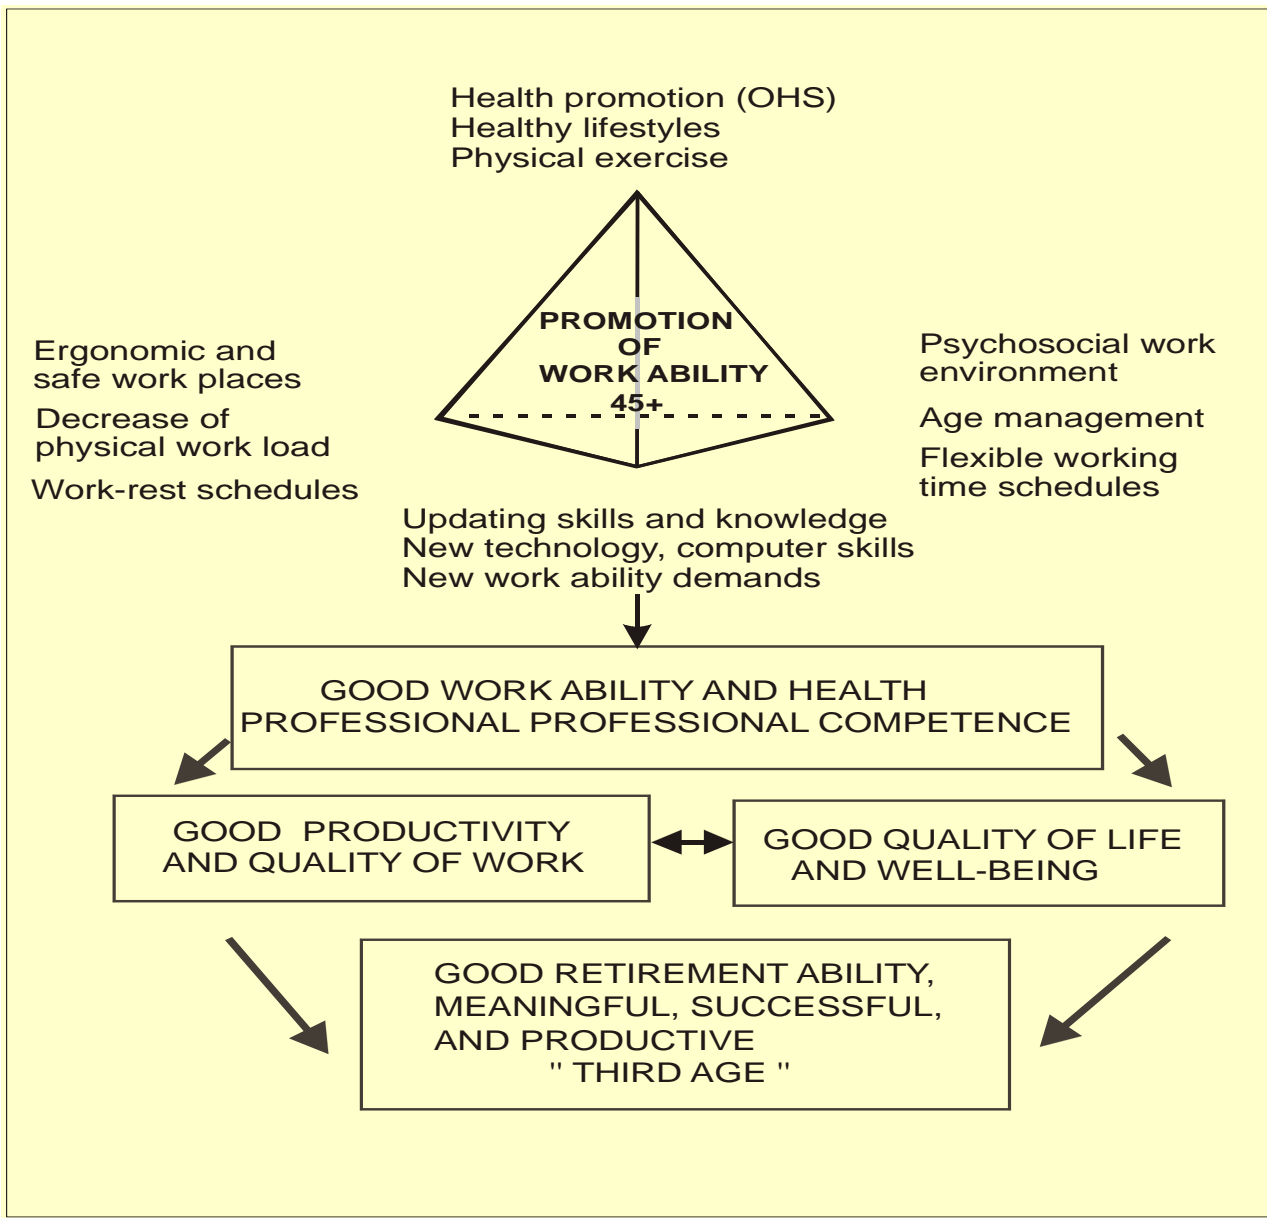 Health promotion (OHS)
Healthy lifestyles
Physical exercise
PROMOTION
OF
WORK ABILITY
45+
Ergonomic and
safe work places
Decrease of
physical work load
Work-rest schedules
Psychosocial work
environment
Age management
Flexible working
time schedules
Updating skills and knowledge
New technology, computer skills
New work ability demands
GOOD WORK ABILITY AND HEALTH
PROFESSIONAL PROFESSIONAL COMPETENCE
GOOD PRODUCTIVITY
AND QUALITY OF WORK
GOOD QUALITY OF LIFE
AND WELL-BEING
GOOD RETIREMENT ABILITY,
MEANINGFUL, SUCCESSFUL,
AND PRODUCTIVE
" THIRD AGE "